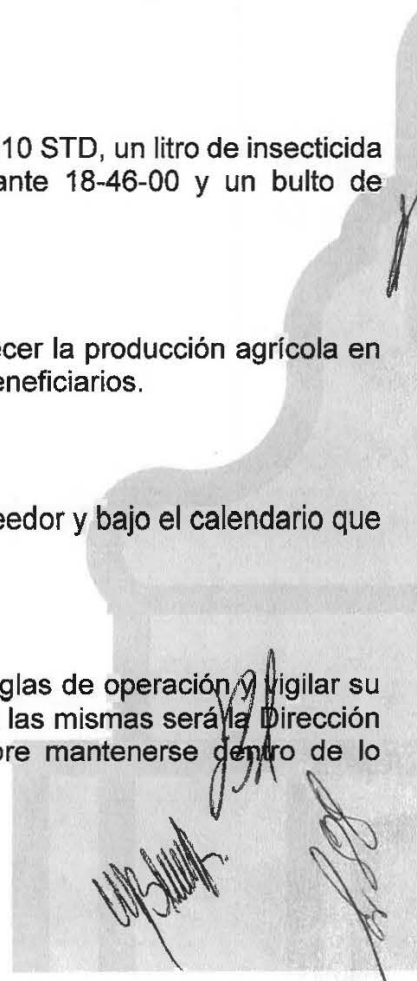 10 STD, un litro de insecticida
ante 18-46-00 y un bulto de
ecer la producción agrícola en
eneficiarios.
eedor y bajo el calendario que
glas de operación y vigilar su
las mismas será la Dirección
bre mantenerse dentro de lo